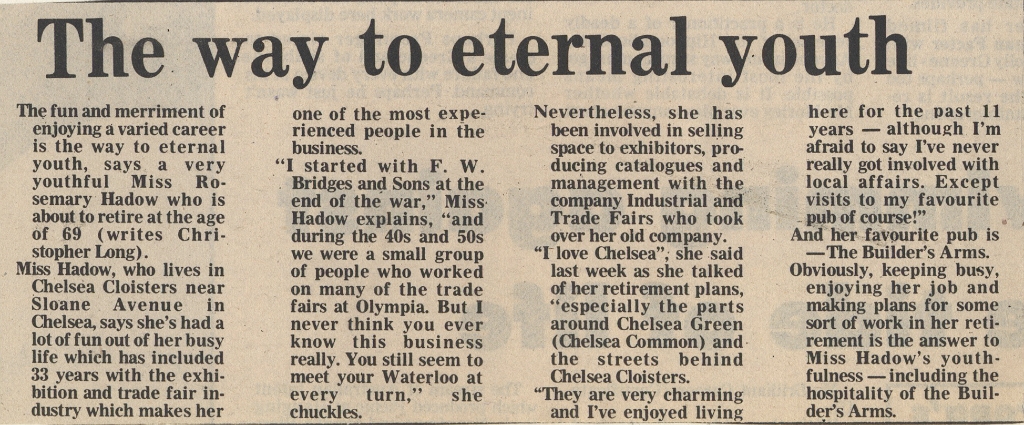 The way to eternal youth
The fun and merriment of
enjoying a varied career
is the way to eternal
youth, says a very
youthful Miss Ro-
semary Hadow who is
about to retire at the age
of 69 (writes Chri-
stopher Long).
Miss Hadow, who lives in
Chelsea Cloisters near
Sloane Avenue in
Chelsea, says she's had a
lot of fun out of her busy
life which has included
33 years with the exhi-
bition and trade fair in-
dustry which makes her
one of the most expe-
rienced people in the
business.
"I started with F. W.
Bridges and Sons at the
end of the war," Miss
Hadow explains, "and
during the 40s and 50s
we were a small group
of people who worked
on many of the trade
fairs at Olympia. But I
never think you ever
know this business
really. You still seem to
meet your Waterloo at
every turn," she
chuckles.
Nevertheless, she has
been involved in selling
space to exhibitors, pro-
ducing catalogues and
management with the
company Industrial and
Trade Fairs who took
over her old company.
"I love Chelsea", she said
last week as she talked
of her retirement plans,
"especially the parts
around Chelsea Green
(Chelsea Common) and
the streets behind
Chelsea Cloisters.
"They are very charming
and I've enjoyed living
here for the past 11
years — although I'm
afraid to say I've never
really got involved with
local affairs. Except
visits to my favourite
pub of course!"
And her favourite pub is
—The Builder's Arms.
Obviously, keeping busy,
enjoying her job and
making plans for some
sort of work in her reti-
rement is the answer to
Miss Hadow's youth-
fulness — including the
hospitality of the Buil-
der's Arms.